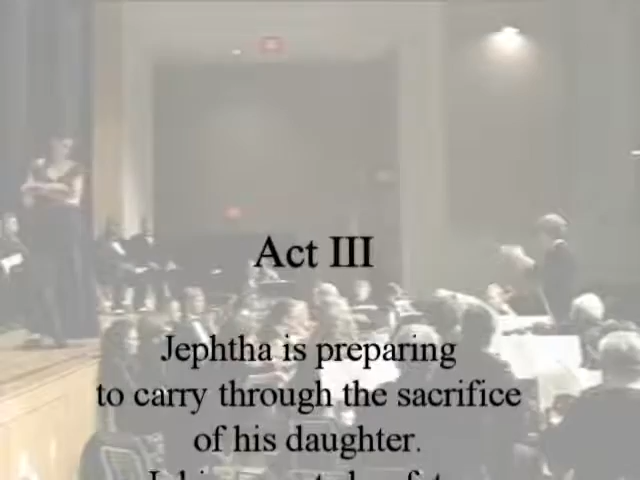 Act III
Jephtha is preparing
to carry through the sacrifice
of his daughter.